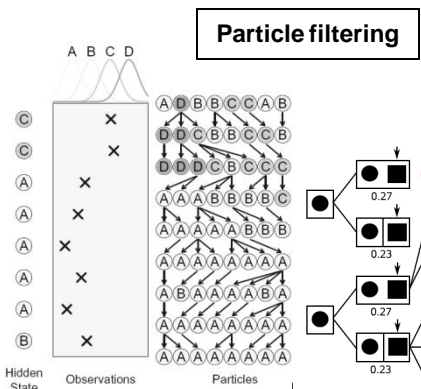 Particle filtering
A B C D
A D B B C C A B
C
D D C B B C C B
C
D D D C B C C C
A
A A A B B B B C
A
A A A A A B B B
A
A A A A A A A A
A
A B A A A A B A
A
A A A A A A A A
B
A A A A A A A A
Hidden
State
Observations
Particles
0.27
0.23
0.27
0.23